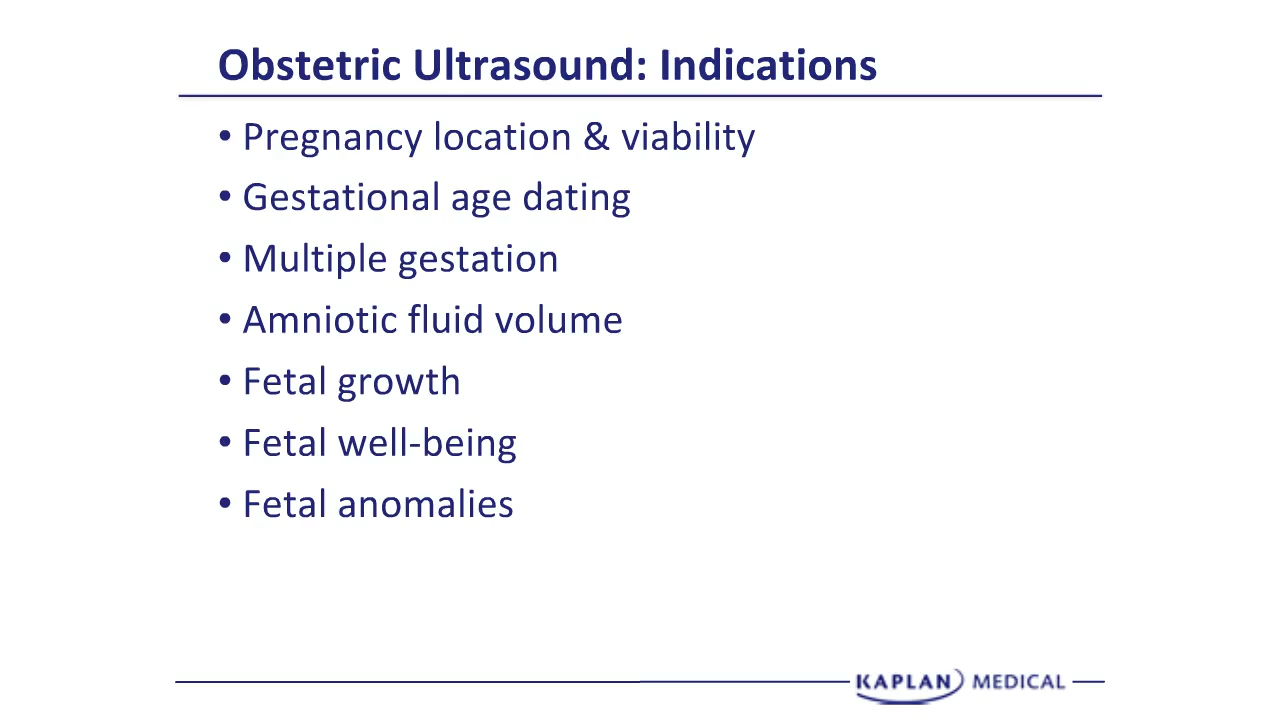 Obstetric Ultrasound: Indications
• Pregnancy location & viability
• Gestational age dating
• Multiple gestation
• Amniotic fluid volume
• Fetal growth
• Fetal well-being
• Fetal anomalies
KAPLAN MEDICAL